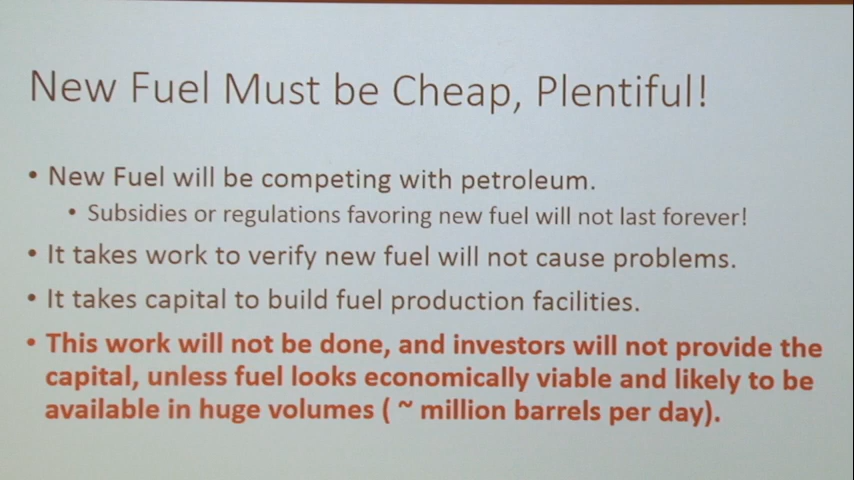 New Fuel Must be Cheap, Plentiful!
• New Fuel will be competing with petroleum.
• Subsidies or regulations favoring new fuel will not last forever!
• It takes work to verify new fuel will not cause problems.
• It takes capital to build fuel production facilities.
• This work will not be done, and investors will not provide the
capital, unless fuel looks economically viable and likely to be
available in huge volumes ( ~ million barrels per day).